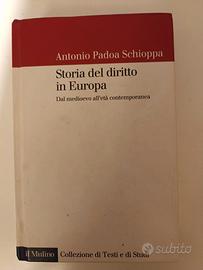 Antonio Padoa Schioppa
Storia del diritto
in Europa
Dal medioevo all'età contemporanea
il Mulino
Collezione di Testi e di Studi
subito